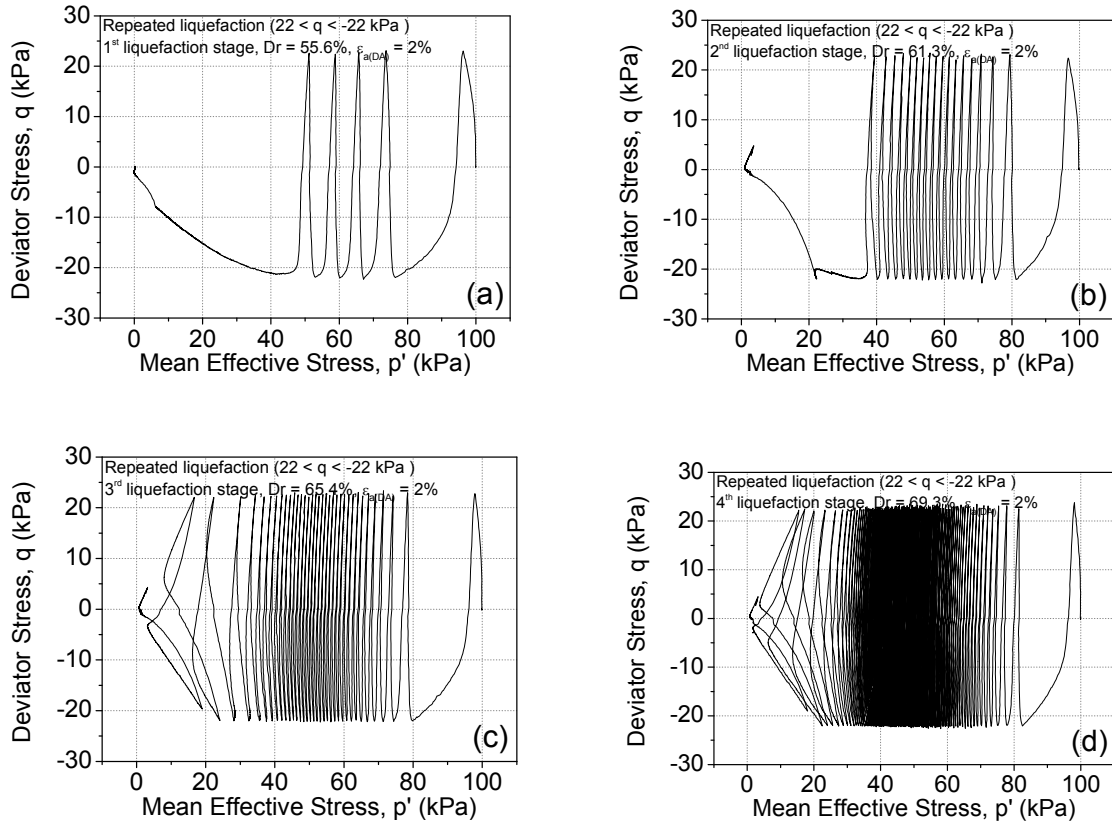 Repeated liquefaction (22 < q < -22 kPa )
1st liquefaction stage, Dr = 55.6%, εa(DA) = 2%
30
20
10
0
-10
-20
-30
Deviator Stress, q (kPa)
0 20 40 60 80 100
Mean Effective Stress, p' (kPa)
(a)
Repeated liquefaction (22 < q < -22 kPa )
2nd liquefaction stage, Dr = 61.3%, εa(DA) = 2%
30
20
10
0
-10
-20
-30
Deviator Stress, q (kPa)
0 20 40 60 80 100
Mean Effective Stress, p' (kPa)
(b)
Repeated liquefaction (22 < q < -22 kPa )
3rd liquefaction stage, Dr = 65.4%, εa(DA) = 2%
30
20
10
0
-10
-20
-30
Deviator Stress, q (kPa)
0 20 40 60 80 100
Mean Effective Stress, p' (kPa)
(c)
Repeated liquefaction (22 < q < -22 kPa )
4th liquefaction stage, Dr = 69.3%, εa(DA) = 2%
30
20
10
0
-10
-20
-30
Deviator Stress, q (kPa)
0 20 40 60 80 100
Mean Effective Stress, p' (kPa)
(d)